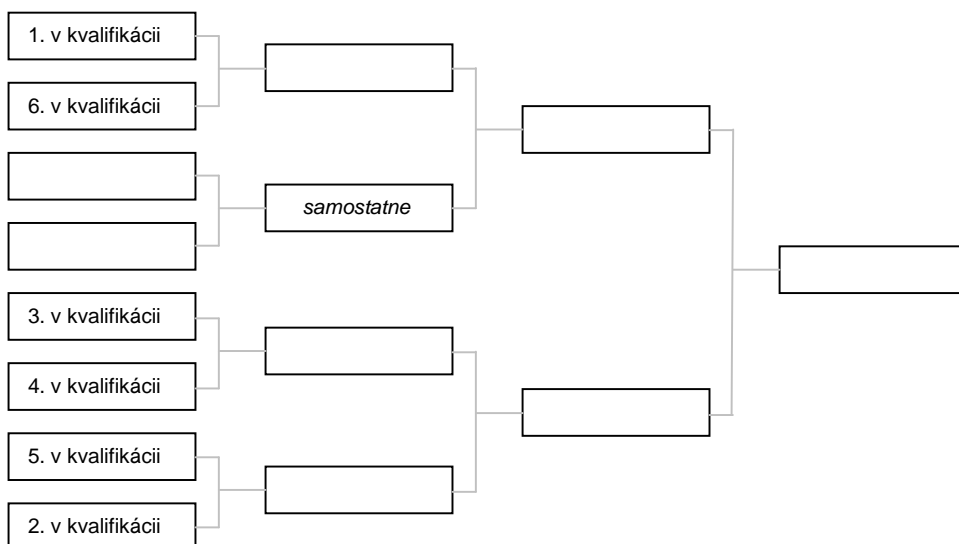 1. v kvalifikácii
6. v kvalifikácii
samostatne
3. v kvalifikácii
4. v kvalifikácii
5. v kvalifikácii
2. v kvalifikácii